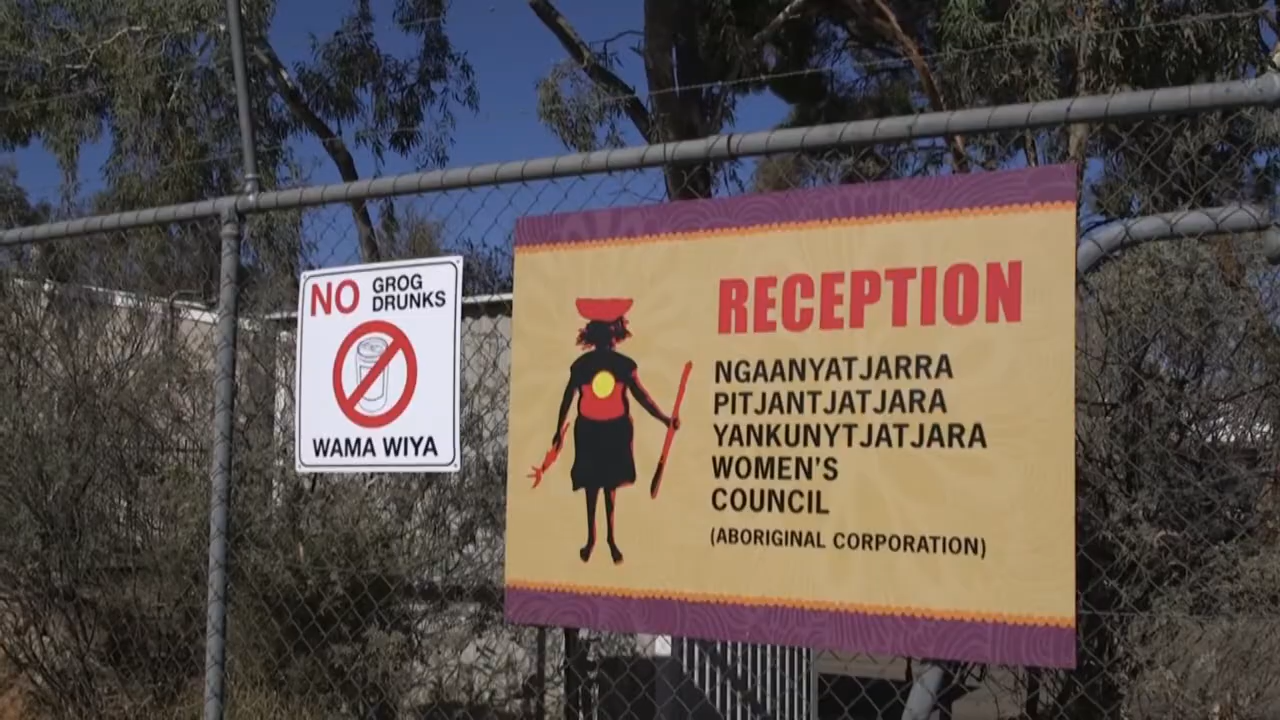 NO GROG
DRUNKS
WAMA WIYA
RECEPTION
NGAANYATJARRA
PITJANTJATJARA
YANKUNYTJATJARA
WOMEN'S
COUNCIL
(ABORIGINAL CORPORATION)